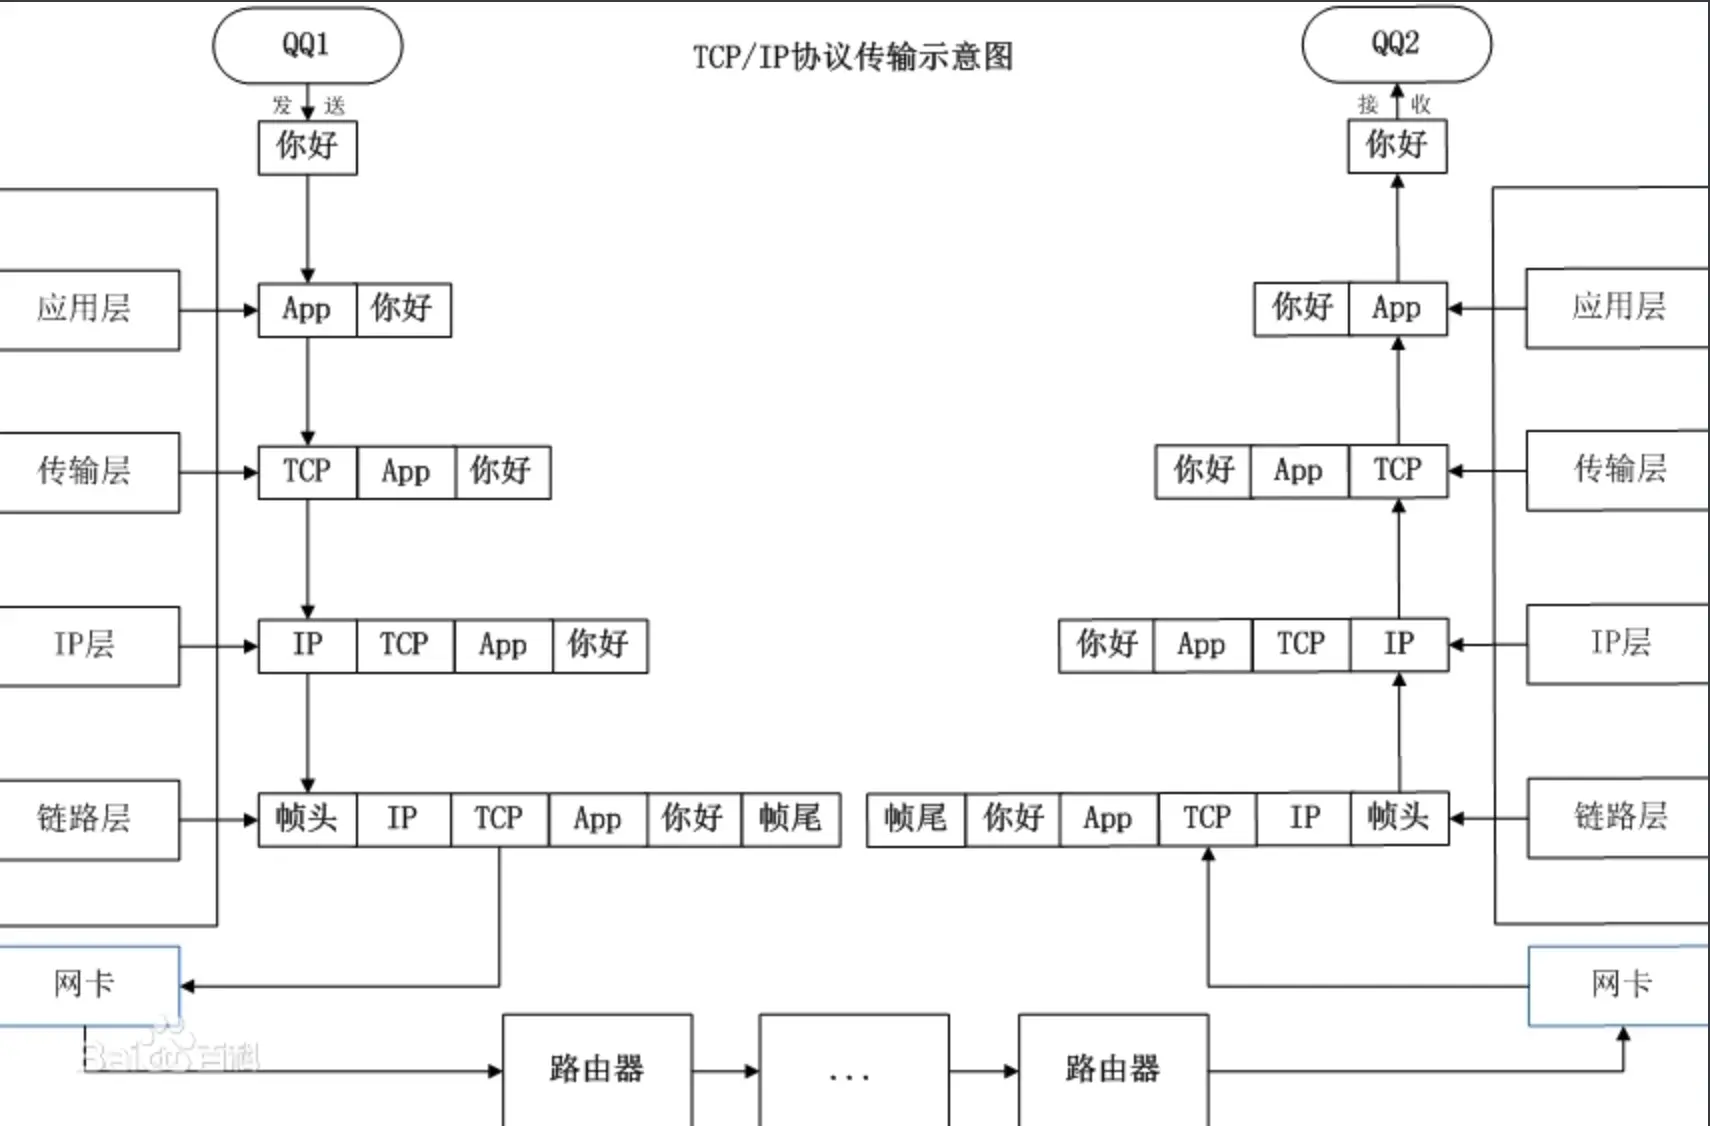 QQ1
TCP/IP协议传输示意图
QQ2
发 送
接 收
你好
你好
应用层
App 你好
你好 App
应用层
传输层
TCP App 你好
你好 App TCP
传输层
IP层
IP TCP App 你好
你好 App TCP IP
IP层
链路层
帧头 IP TCP App 你好 帧尾
帧尾 你好 App TCP IP 帧头
链路层
网卡
网卡
Baidu百科
路由器
...
路由器